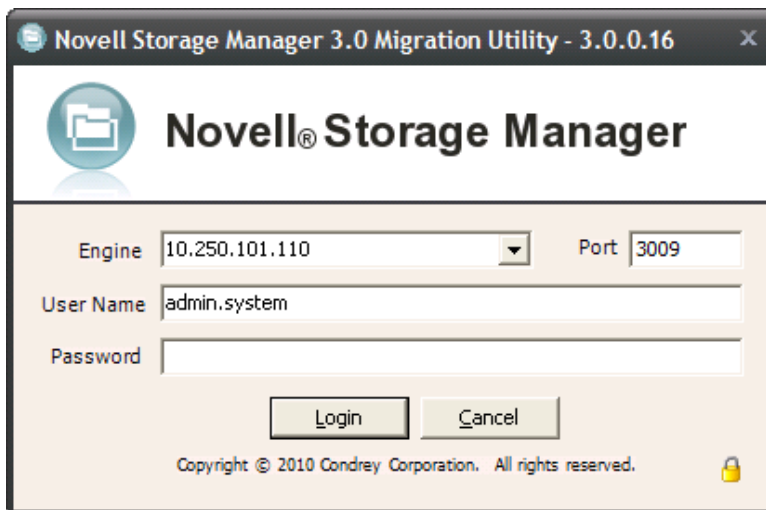 Novell Storage Manager 3.0 Migration Utility - 3.0.0.16 x
Novell® Storage Manager
Engine 10.250.101.110 Port 3009
User Name admin.system
Password
Login Cancel
Copyright © 2010 Condrey Corporation. All rights reserved.